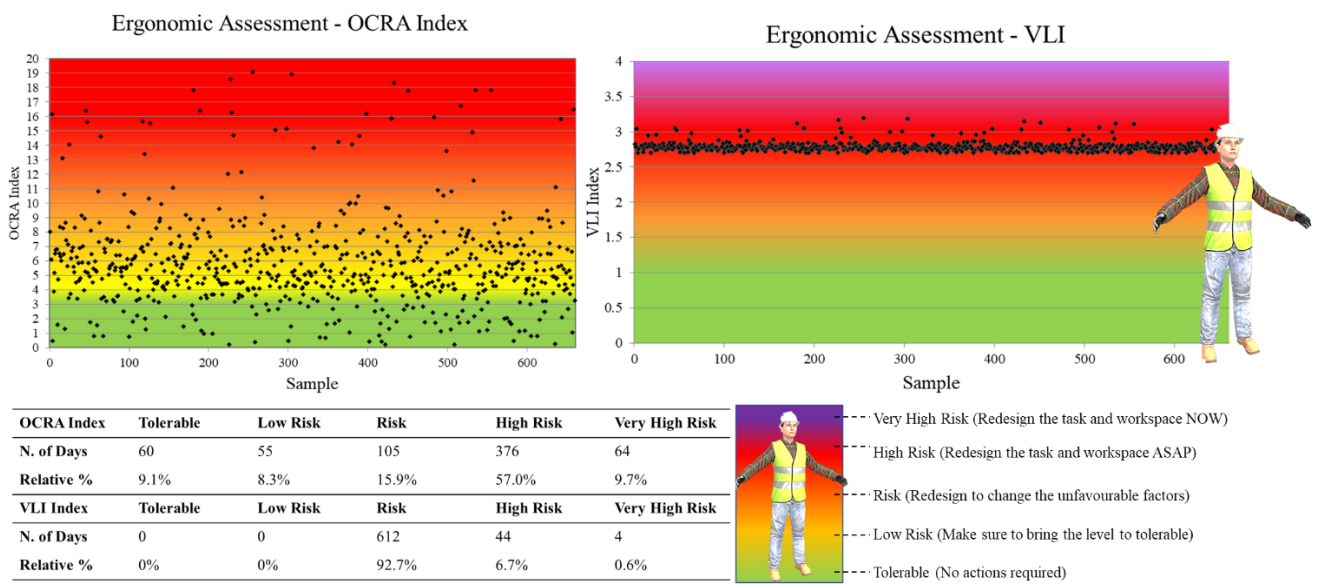 Ergonomic Assessment - OCRA Index
20
19
18
17
16
15
14
13
12
11
10
9
8
7
6
5
4
3
2
1
0
OCRA Index
0 100 200 300 400 500 600
Sample
Ergonomic Assessment - VLI
4
3.5
3
2.5
2
1.5
1
0.5
0
VLI Index
0 100 200 300 400 500 600
Sample
OCRA Index Tolerable Low Risk Risk High Risk Very High Risk
N. of Days 60 55 105 376 64
Relative % 9.1% 8.3% 15.9% 57.0% 9.7%
VLI Index Tolerable Low Risk Risk High Risk Very High Risk
N. of Days 0 0 612 44 4
Relative % 0% 0% 92.7% 6.7% 0.6%
Very High Risk (Redesign the task and workspace NOW)
High Risk (Redesign the task and workspace ASAP)
Risk (Redesign to change the unfavourable factors)
Low Risk (Make sure to bring the level to tolerable)
Tolerable (No actions required)